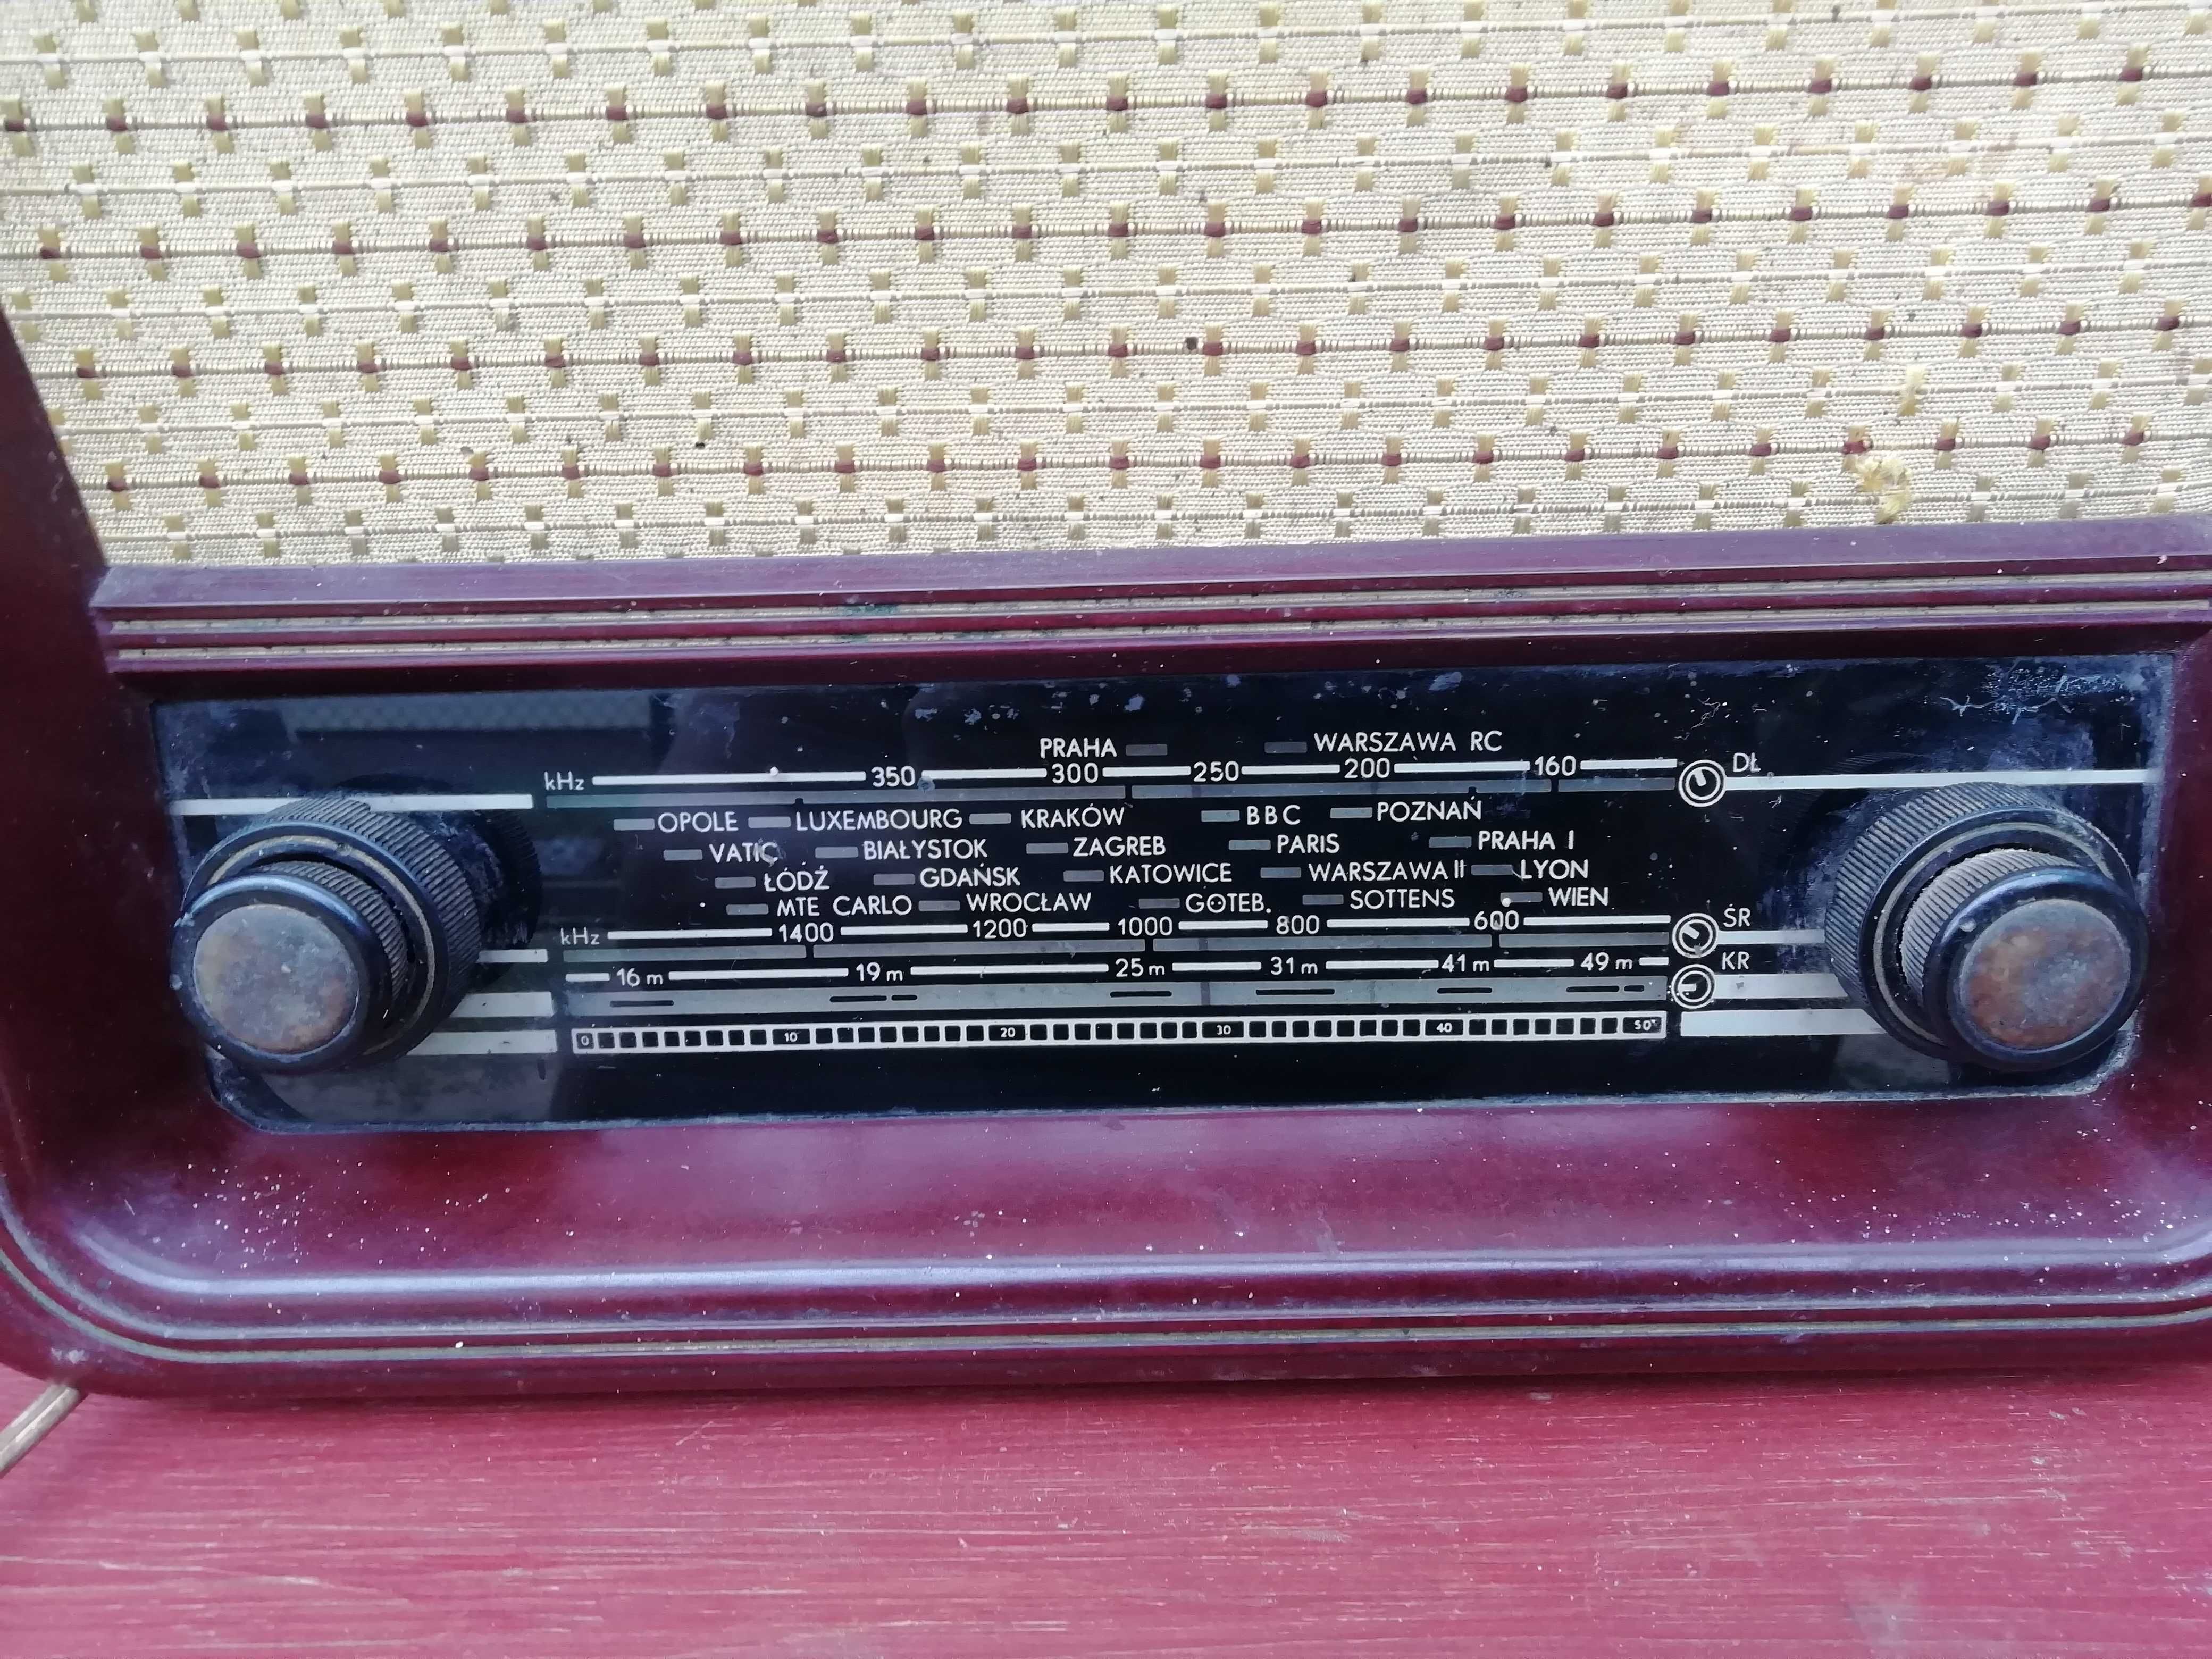 PRAHA WARSZAWA RC
kHz 350 300 250 200 160 DŁ
OPOLE LUXEMBOURG KRAKÓW BBC POZNAŃ
VATIC BIAŁYSTOK ZAGREB PARIS PRAHA I
ŁÓDŹ GDAŃSK KATOWICE WARSZAWA II LYON
MTE CARLO WROCŁAW GÖTEB. SOTTENS WIEN
kHz 1400 1200 1000 800 600 ŚR
16 m 19 m 25 m 31 m 41 m 49 m KR
0 10 20 30 40 50